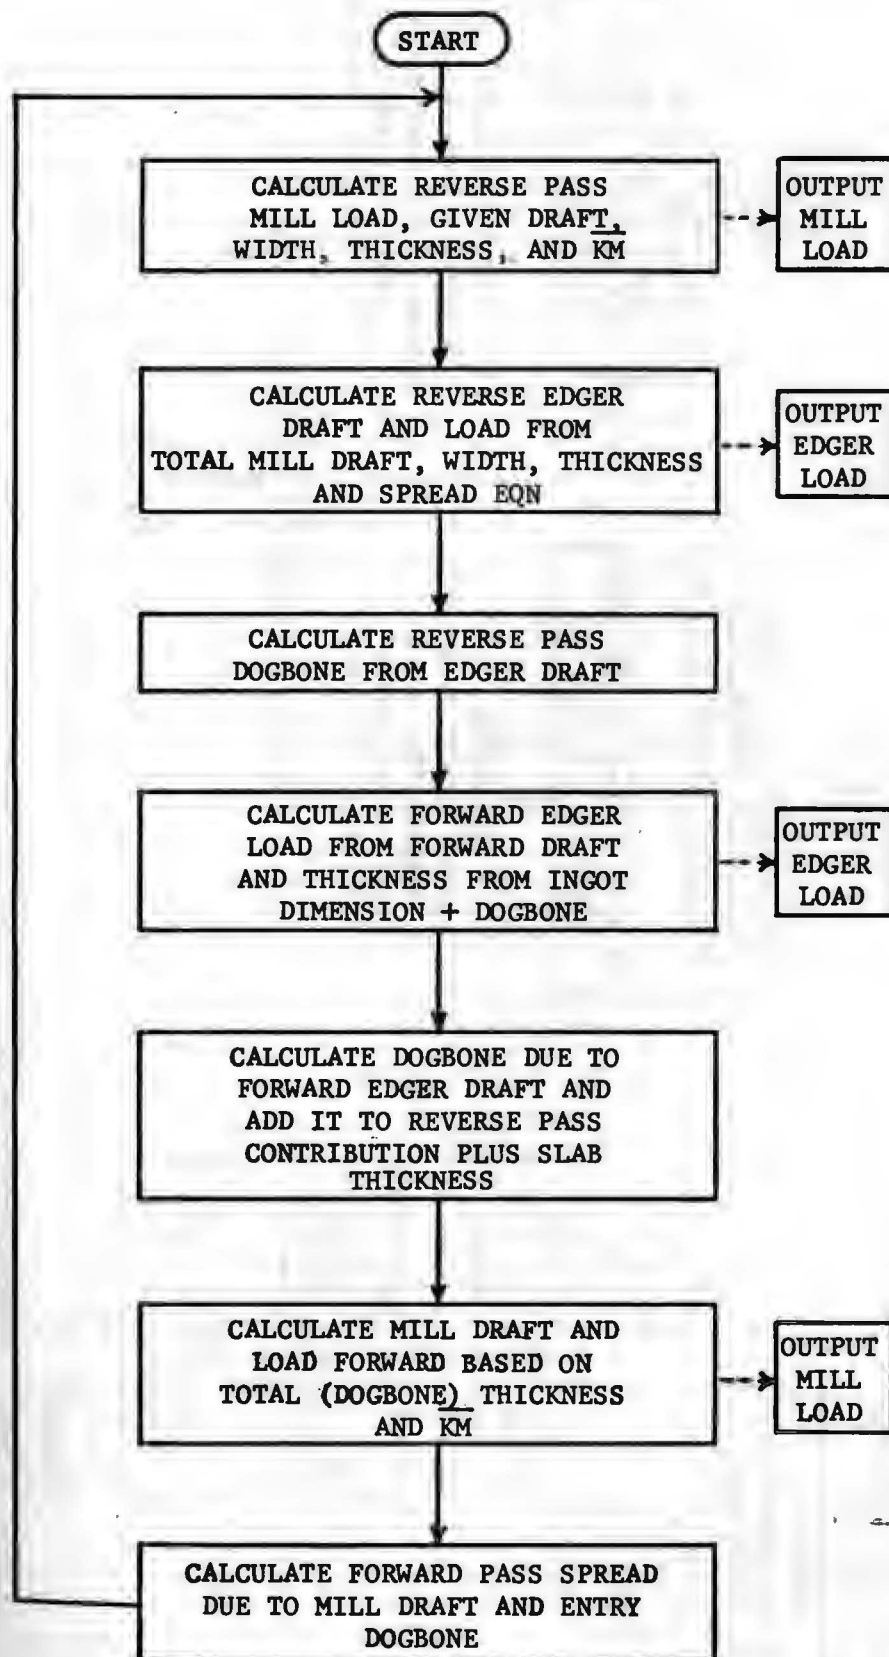 START
CALCULATE REVERSE PASS
MILL LOAD, GIVEN DRAFT,
WIDTH, THICKNESS, AND K̅M̅
OUTPUT
MILL
LOAD
CALCULATE REVERSE EDGER
DRAFT AND LOAD FROM
TOTAL MILL DRAFT, WIDTH, THICKNESS
AND SPREAD EQN
OUTPUT
EDGER
LOAD
CALCULATE REVERSE PASS
DOGBONE FROM EDGER DRAFT
CALCULATE FORWARD EDGER
LOAD FROM FORWARD DRAFT
AND THICKNESS FROM INGOT
DIMENSION + DOGBONE
OUTPUT
EDGER
LOAD
CALCULATE DOGBONE DUE TO
FORWARD EDGER DRAFT AND
ADD IT TO REVERSE PASS
CONTRIBUTION PLUS SLAB
THICKNESS
CALCULATE MILL DRAFT AND
LOAD FORWARD BASED ON
TOTAL (DOGBONE) THICKNESS
AND K̅M̅
OUTPUT
MILL
LOAD
CALCULATE FORWARD PASS SPREAD
DUE TO MILL DRAFT AND ENTRY
DOGBONE